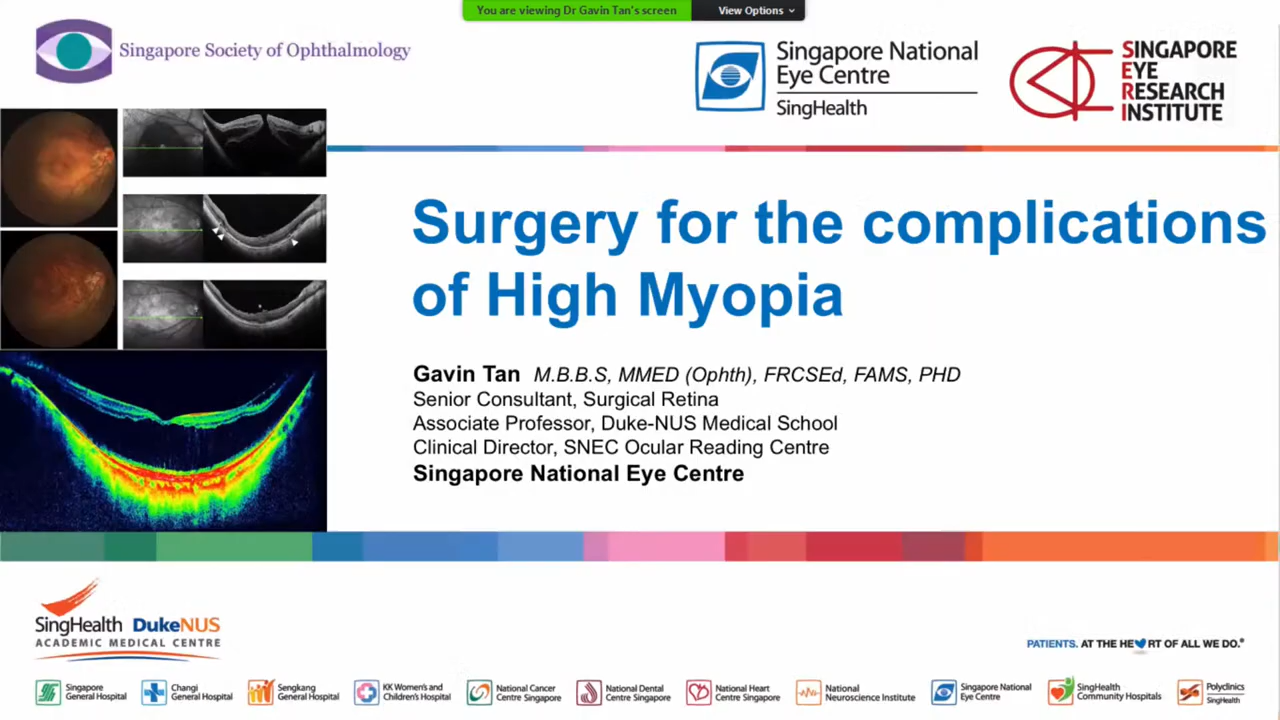 You are viewing Dr Gavin Tan's screen
View Options
Singapore Society of Ophthalmology
Singapore National
Eye Centre
SingHealth
SINGAPORE
EYE
RESEARCH
INSTITUTE
Surgery for the complications
of High Myopia
Gavin Tan M.B.B.S, MMED (Ophth), FRCSEd, FAMS, PHD
Senior Consultant, Surgical Retina
Associate Professor, Duke-NUS Medical School
Clinical Director, SNEC Ocular Reading Centre
Singapore National Eye Centre
SingHealth DukeNUS
ACADEMIC MEDICAL CENTRE
PATIENTS. AT THE HEART OF ALL WE DO.®
Singapore
General Hospital
Changi
General Hospital
Sengkang
General Hospital
KK Women's and
Children's Hospital
National Cancer
Centre Singapore
National Dental
Centre Singapore
National Heart
Centre Singapore
National
Neuroscience Institute
Singapore National
Eye Centre
SingHealth
Community Hospitals
Polyclinics
SingHealth